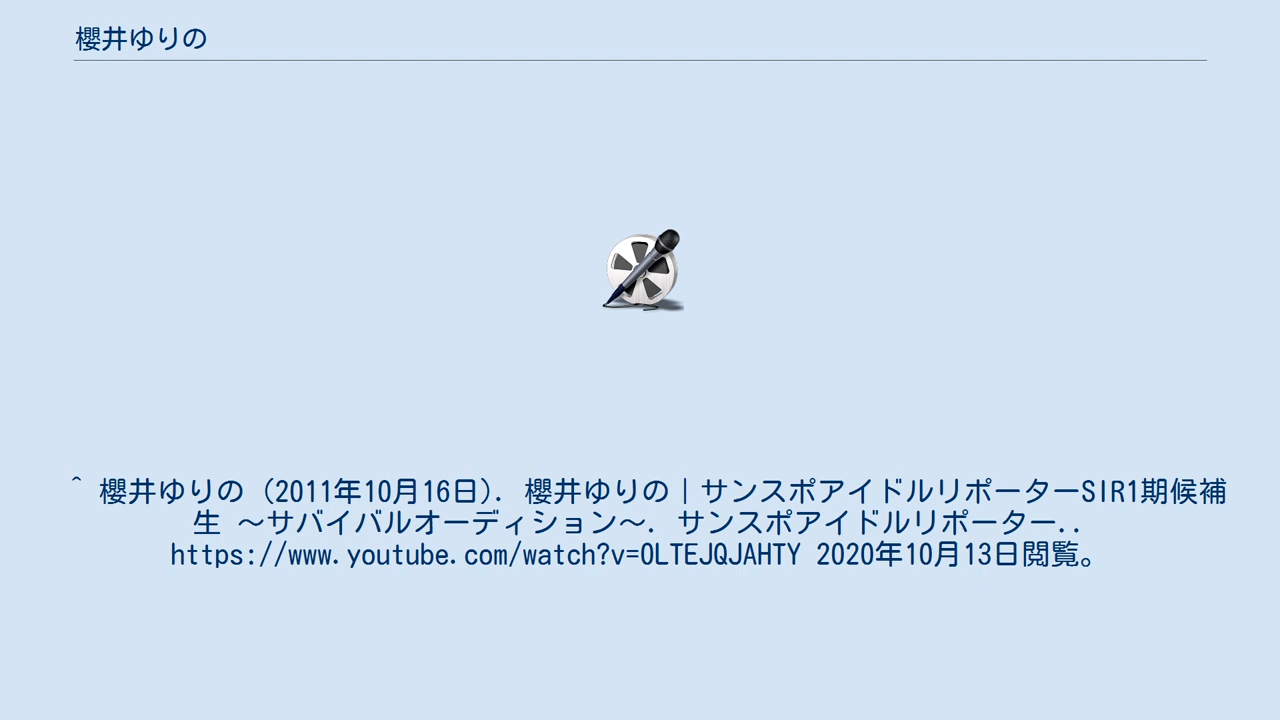 櫻井ゆりの
^ 櫻井ゆりの (2011年10月16日). 櫻井ゆりの｜サンスポアイドルリポーターSIR1期候補
生 ～サバイバルオーディション～. サンスポアイドルリポーター..
https://www.youtube.com/watch?v=OLTEJQJAHTY 2020年10月13日閲覧。